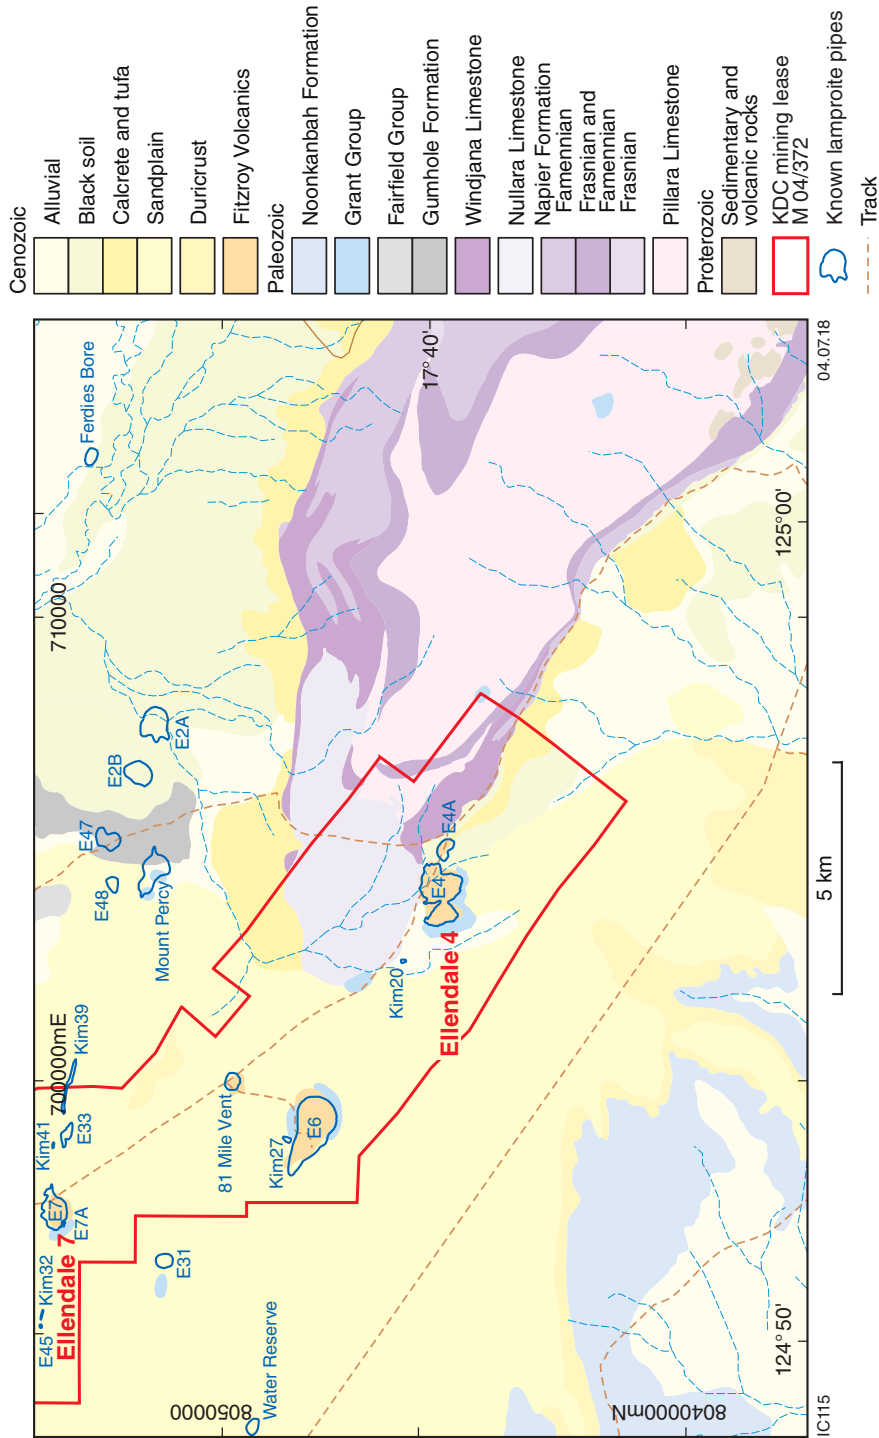 Cenozoic
Alluvial
Black soil
Calcrete and tufa
Sandplain
Duricrust
Fitzroy Volcanics
Paleozoic
Noonkanbah Formation
Grant Group
Fairfield Group
Gumhole Formation
Windjana Limestone
Nullara Limestone
Napier Formation
Famennian
Frasnian and
Famennian
Frasnian
Pillara Limestone
Proterozoic
Sedimentary and
volcanic rocks
KDC mining lease
M 04/372
Known lamproite pipes
Track
E45
Kim32
Ellendale 7
E7
E7A
Kim41
E33
700000mE
Kim39
E48
E47
Mount Percy
E2B
E2A
710000
Ferdies Bore
E31
Water Reserve
8050000
81 Mile Vent
Kim27
E6
Kim20
Ellendale 4
E4
E4A
17° 40'
8040000mN
124° 50'
125° 00'
IC115
5 km
04.07.18